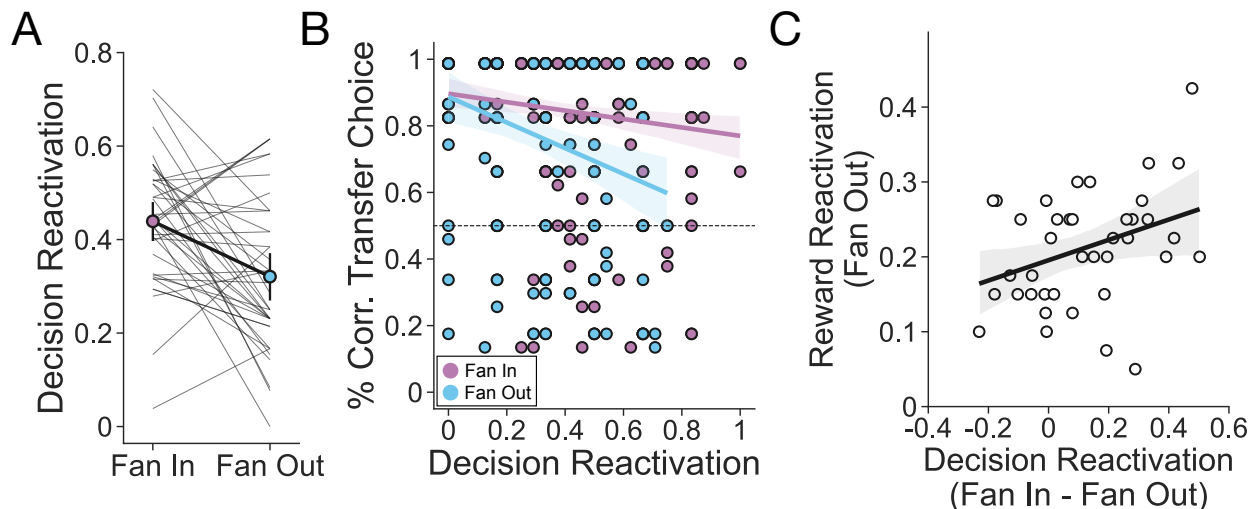 A
Decision Reactivation
0.8
0.6
0.4
0.2
0
Fan In
Fan Out
B
% Corr. Transfer Choice
1
0.8
0.6
0.4
0.2
0
Fan In
Fan Out
0
0.2
0.4
0.6
0.8
1
Decision Reactivation
C
Reward Reactivation
(Fan Out)
0.4
0.3
0.2
0.1
0
-0.4
-0.2
0
0.2
0.4
0.6
Decision Reactivation
(Fan In - Fan Out)